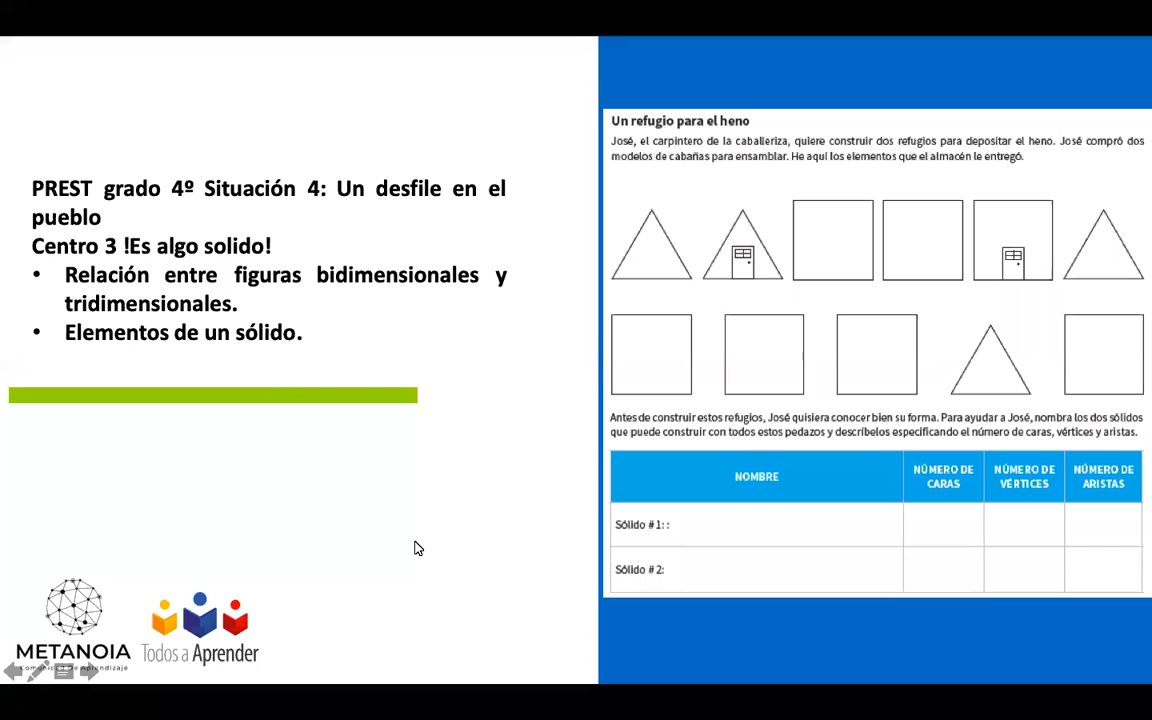 PREST grado 4º Situación 4: Un desfile en el
pueblo
Centro 3 !Es algo solido!
• Relación entre figuras bidimensionales y
tridimensionales.
• Elementos de un sólido.
METANOIA
Comunidad De Aprendizaje
Todos a Aprender
Un refugio para el heno
José, el carpintero de la caballeriza, quiere construir dos refugios para depositar el heno. José compró dos
modelos de cabañas para ensamblar. He aquí los elementos que el almacén le entregó.
Antes de construir estos refugios, José quisiera conocer bien su forma. Para ayudar a José, nombra los dos sólidos
que puede construir con todos estos pedazos y descríbelos especificando el número de caras, vértices y aristas.
NOMBRE
NÚMERO DE
CARAS
NÚMERO DE
VÉRTICES
NÚMERO DE
ARISTAS
Sólido #1: :
Sólido #2: